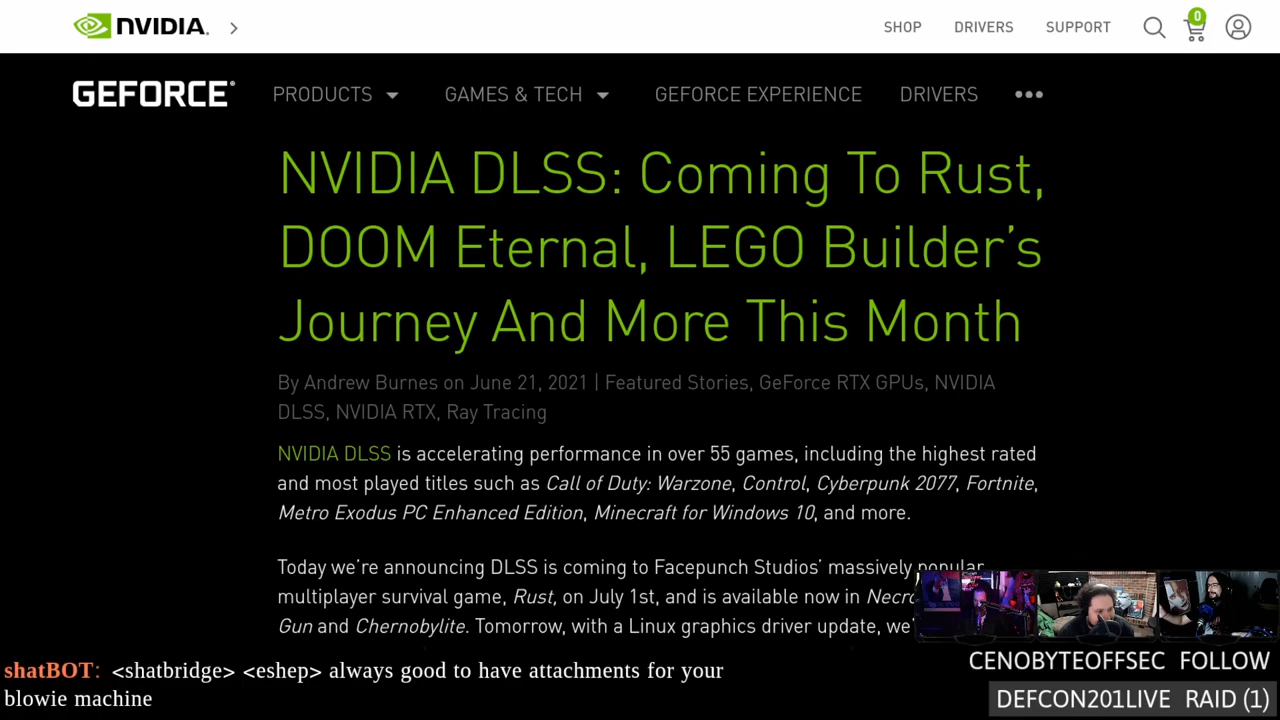 NVIDIA.
SHOP DRIVERS SUPPORT 0
GEFORCE PRODUCTS GAMES & TECH GEFORCE EXPERIENCE DRIVERS
NVIDIA DLSS: Coming To Rust,
DOOM Eternal, LEGO Builder’s
Journey And More This Month
By Andrew Burnes on June 21, 2021 | Featured Stories, GeForce RTX GPUs, NVIDIA
DLSS, NVIDIA RTX, Ray Tracing
NVIDIA DLSS is accelerating performance in over 55 games, including the highest rated
and most played titles such as Call of Duty: Warzone, Control, Cyberpunk 2077, Fortnite,
Metro Exodus PC Enhanced Edition, Minecraft for Windows 10, and more.
Today we’re announcing DLSS is coming to Facepunch Studios’ massively popular
multiplayer survival game, Rust, on July 1st, and is available now in
Gun and Chernobylite. Tomorrow, with a Linux graphics driver update,
shatBOT: <shatbridge> <eshep> always good to have attachments for your
blowie machine
CENOBYTEOFFSEC FOLLOW
DEFCON201LIVE RAID (1)